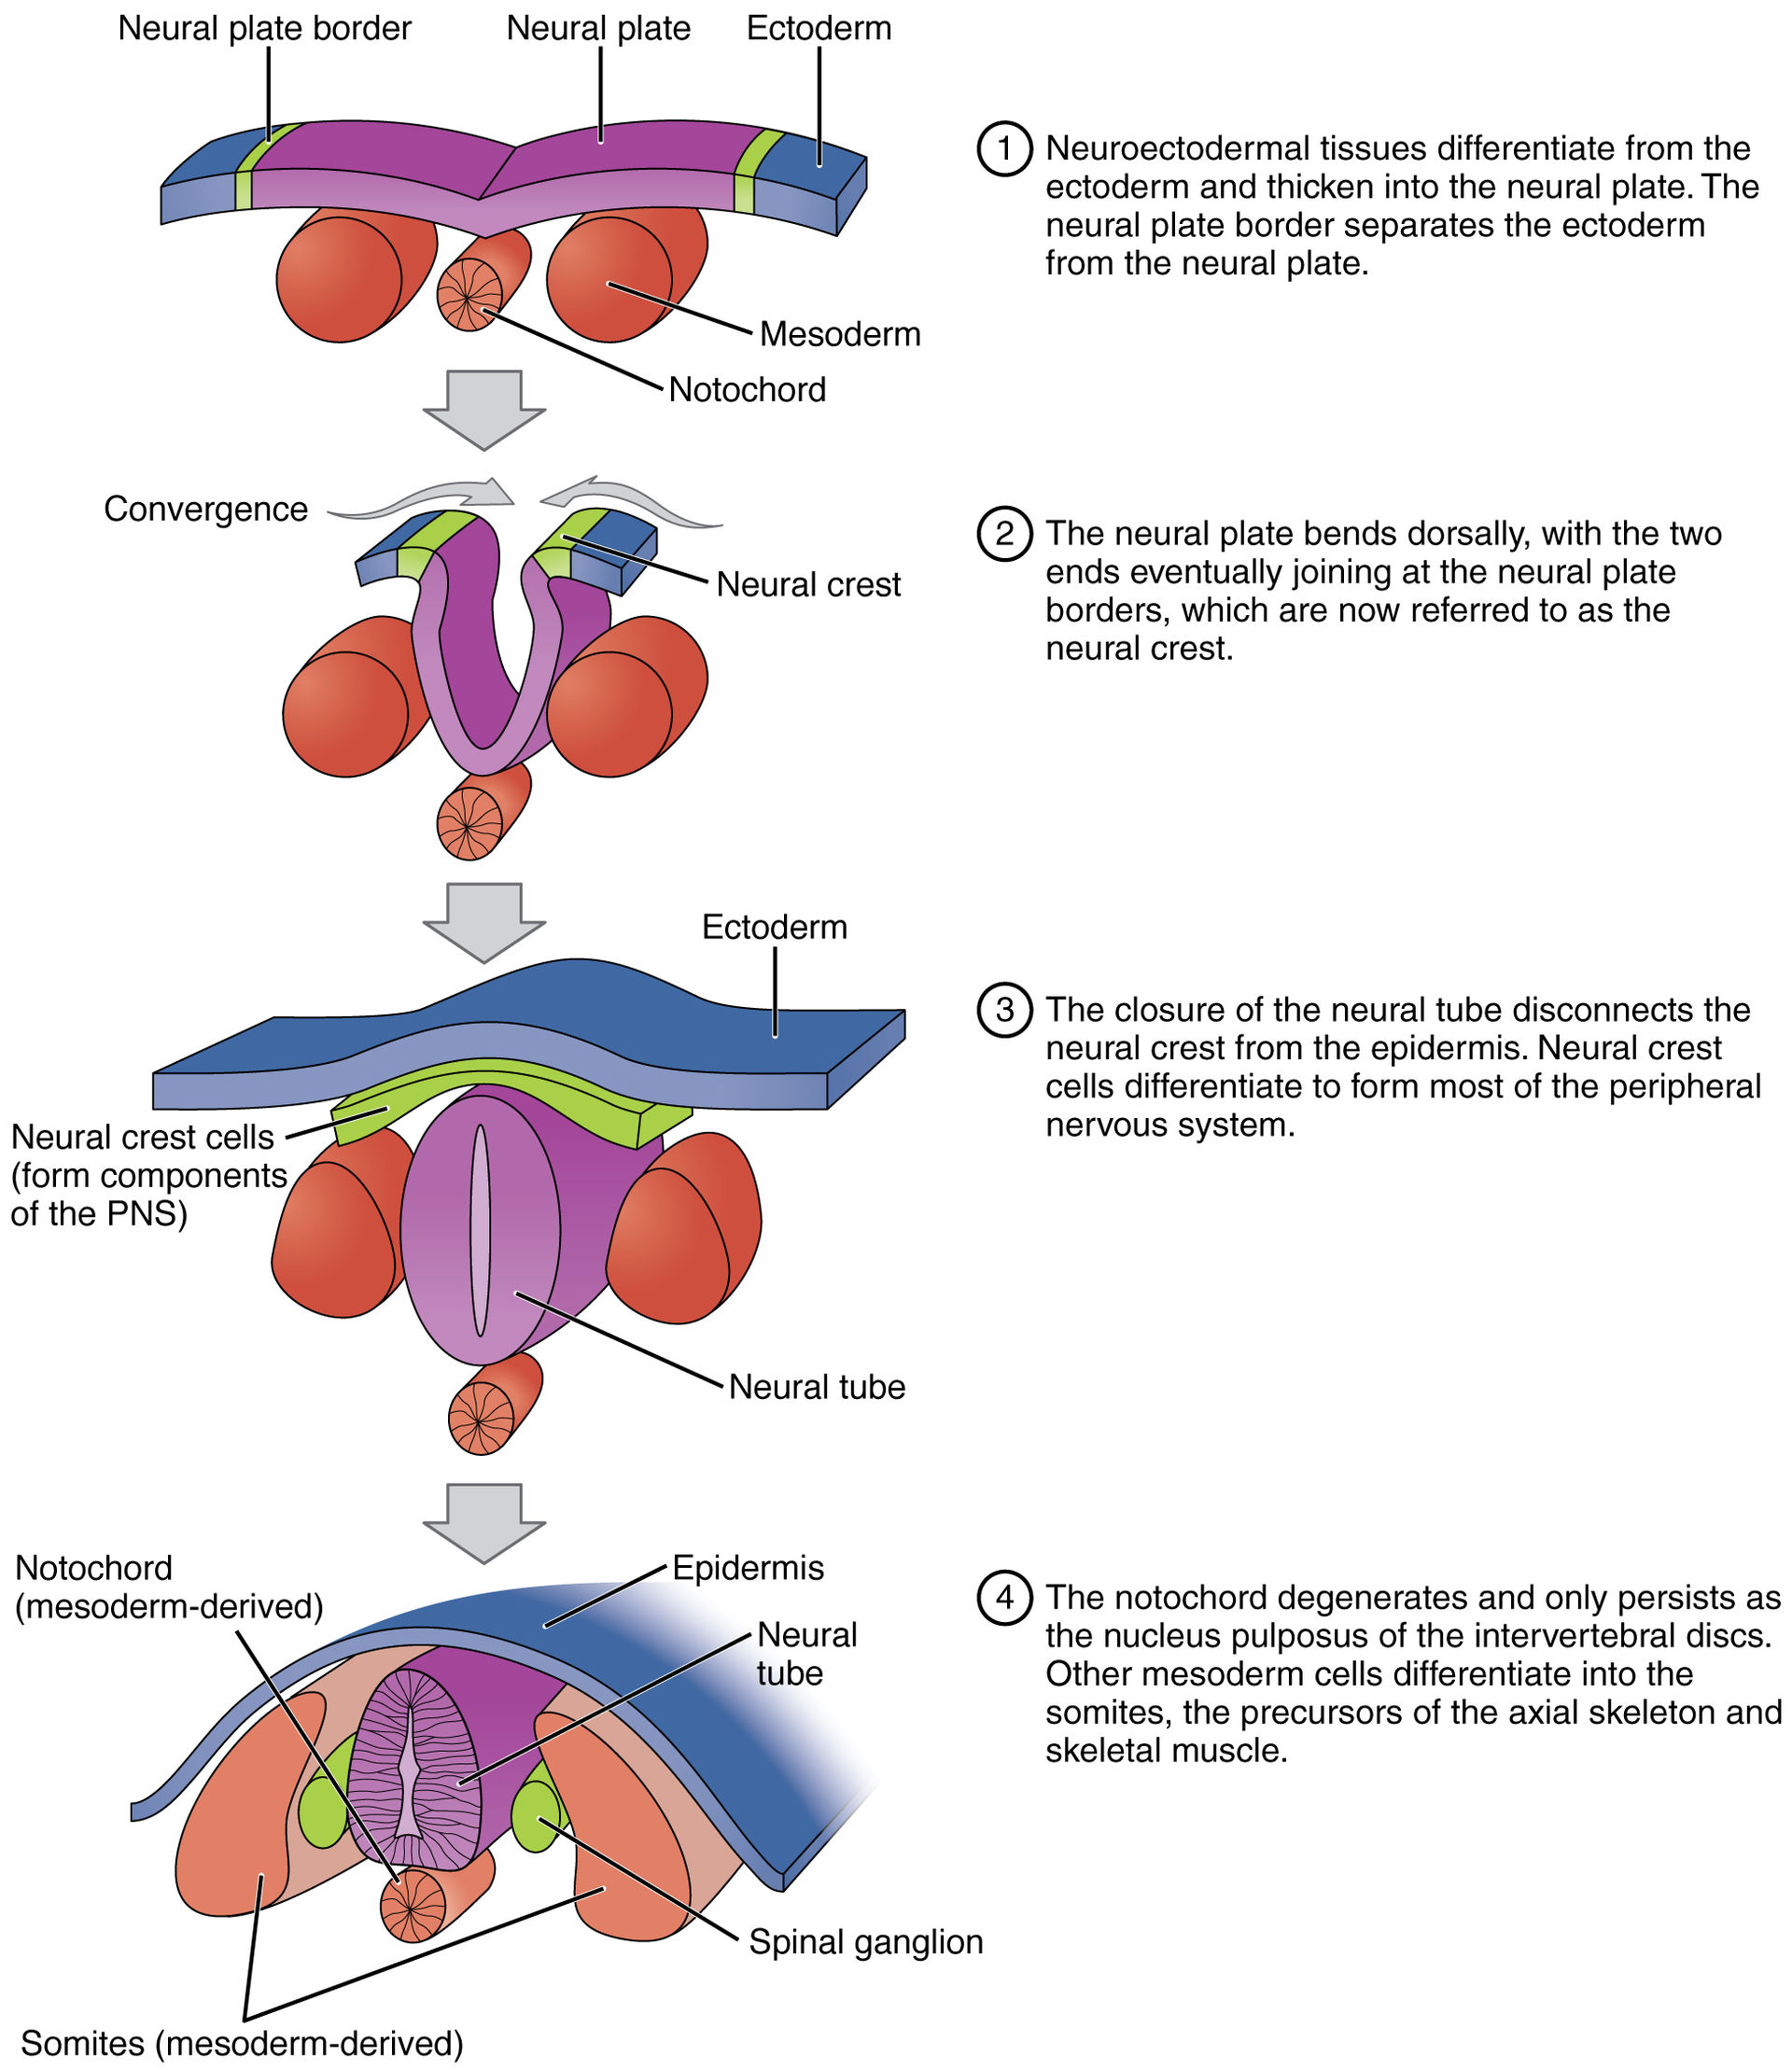 Neural plate border
Neural plate
Ectoderm
Mesoderm
Notochord
1
Neuroectodermal tissues differentiate from the
ectoderm and thicken into the neural plate. The
neural plate border separates the ectoderm
from the neural plate.
Convergence
Neural crest
2
The neural plate bends dorsally, with the two
ends eventually joining at the neural plate
borders, which are now referred to as the
neural crest.
Ectoderm
Neural crest cells
(form components
of the PNS)
Neural tube
3
The closure of the neural tube disconnects the
neural crest from the epidermis. Neural crest
cells differentiate to form most of the peripheral
nervous system.
Notochord
(mesoderm-derived)
Epidermis
Neural
tube
Spinal ganglion
Somites (mesoderm-derived)
4
The notochord degenerates and only persists as
the nucleus pulposus of the intervertebral discs.
Other mesoderm cells differentiate into the
somites, the precursors of the axial skeleton and
skeletal muscle.